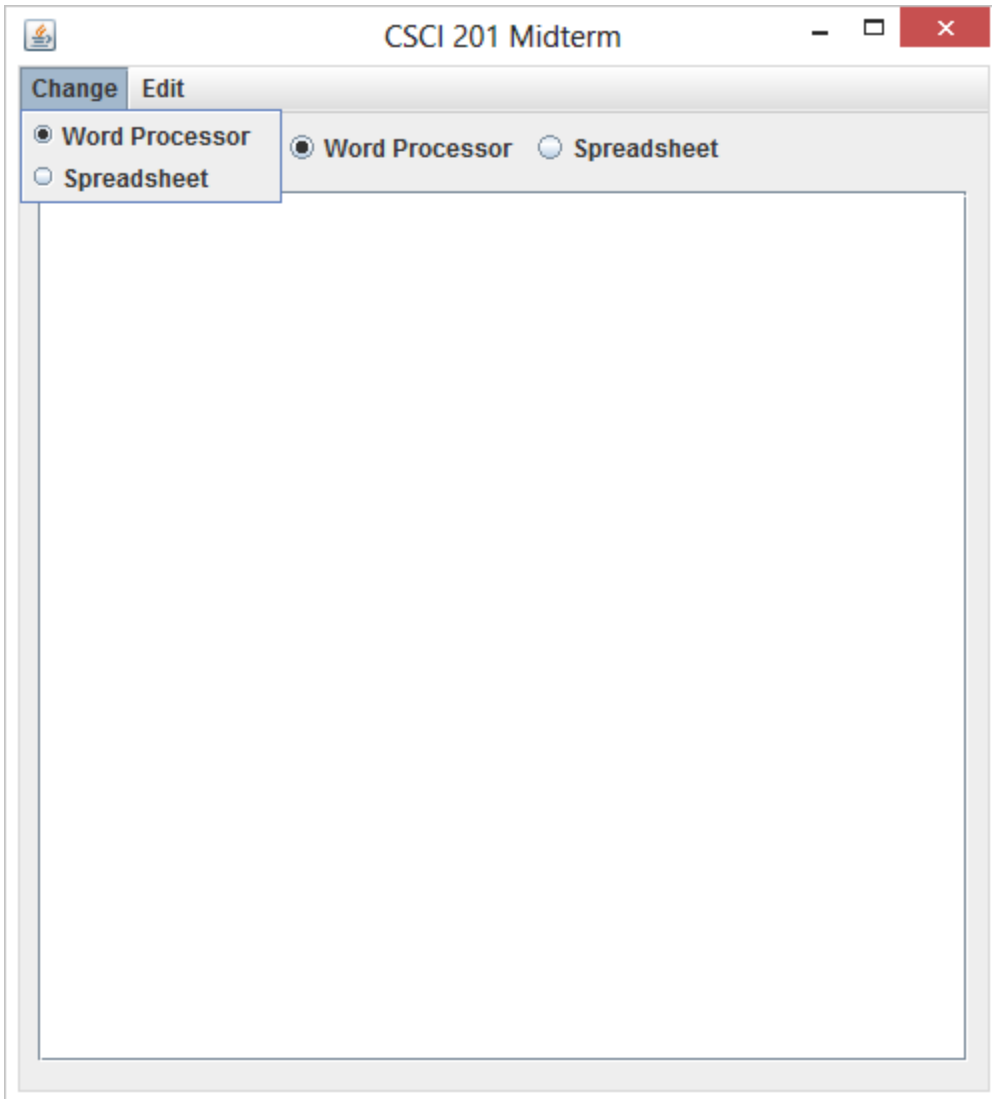 CSCI 201 Midterm
Change Edit
Word Processor
Spreadsheet
Word Processor Spreadsheet